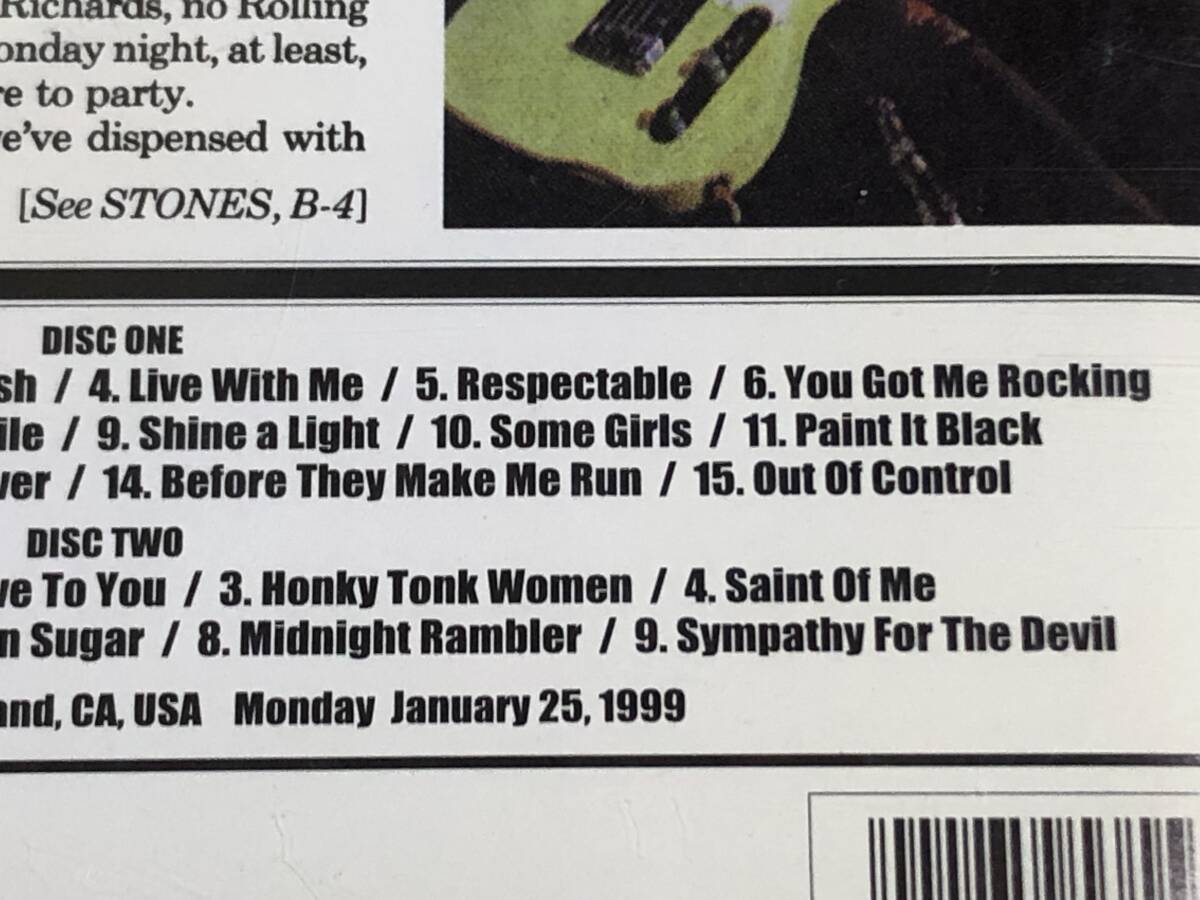 Richards, no Rolling
onday night, at least,
re to party.
ve've dispensed with
[See STONES, B-4]
DISC ONE
sh / 4. Live With Me / 5. Respectable / 6. You Got Me Rocking
ile / 9. Shine a Light / 10. Some Girls / 11. Paint It Black
ver / 14. Before They Make Me Run / 15. Out Of Control
DISC TWO
ve To You / 3. Honky Tonk Women / 4. Saint Of Me
n Sugar / 8. Midnight Rambler / 9. Sympathy For The Devil
and, CA, USA Monday January 25, 1999